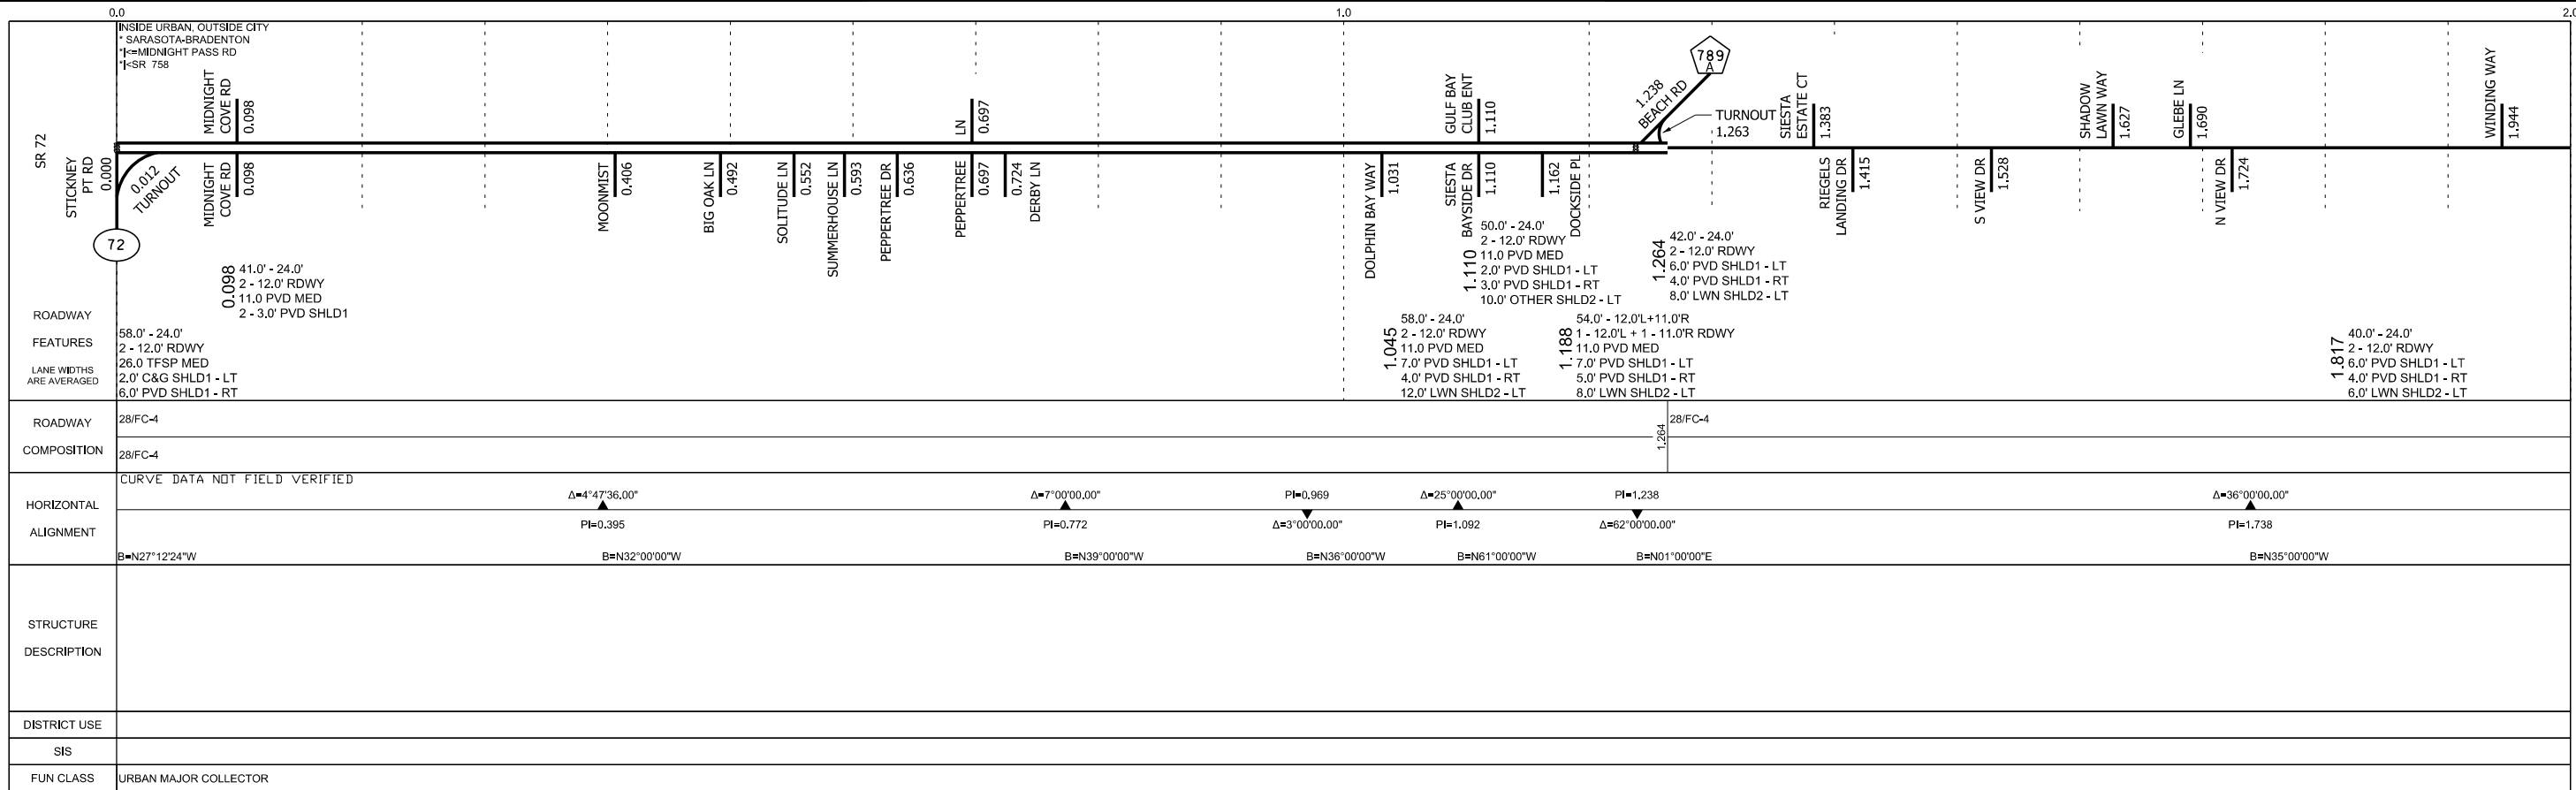 0.0
1.0
2.0
INSIDE URBAN, OUTSIDE CITY
* SARASOTA-BRADENTON
*|<=MIDNIGHT PASS RD
*|<SR 758
SR 72
STICKNEY
PT RD
0.000
72
0.012
TURNOUT
MIDNIGHT
COVE RD
0.098
MIDNIGHT
COVE RD
0.098
MOONMIST
0.406
BIG OAK LN
0.492
SOLITUDE LN
0.552
SUMMERHOUSE LN
0.593
PEPPERTREE DR
0.636
LN
0.697
PEPPERTREE
0.697
0.724
DERBY LN
DOLPHIN BAY WAY
1.031
GULF BAY
CLUB ENT
1.110
SIESTA
BAYSIDE DR
1.110
1.162
DOCKSIDE PL
1.238
BEACH RD
789
A
TURNOUT
1.263
SIESTA
ESTATE CT
1.383
RIEGELS
LANDING DR
1.415
S VIEW DR
1.528
SHADOW
LAWN WAY
1.627
GLEBE LN
1.690
N VIEW DR
1.724
WINDING WAY
1.944
ROADWAY
FEATURES
LANE WIDTHS
ARE AVERAGED
58.0' - 24.0'
2 - 12.0' RDWY
26.0 TFSP MED
2.0' C&G SHLD1 - LT
6.0' PVD SHLD1 - RT
0.098
41.0' - 24.0'
2 - 12.0' RDWY
11.0 PVD MED
2 - 3.0' PVD SHLD1
1.045
58.0' - 24.0'
2 - 12.0' RDWY
11.0 PVD MED
7.0' PVD SHLD1 - LT
4.0' PVD SHLD1 - RT
12.0' LWN SHLD2 - LT
1.110
50.0' - 24.0'
2 - 12.0' RDWY
11.0 PVD MED
2.0' PVD SHLD1 - LT
3.0' PVD SHLD1 - RT
10.0' OTHER SHLD2 - LT
1.188
54.0' - 12.0'L+11.0'R
1 - 12.0'L + 1 - 11.0'R RDWY
11.0 PVD MED
7.0' PVD SHLD1 - LT
5.0' PVD SHLD1 - RT
8.0' LWN SHLD2 - LT
1.264
42.0' - 24.0'
2 - 12.0' RDWY
6.0' PVD SHLD1 - LT
4.0' PVD SHLD1 - RT
8.0' LWN SHLD2 - LT
1.817
40.0' - 24.0'
2 - 12.0' RDWY
6.0' PVD SHLD1 - LT
4.0' PVD SHLD1 - RT
6.0' LWN SHLD2 - LT
ROADWAY
COMPOSITION
28/FC-4
28/FC-4
1.264
28/FC-4
HORIZONTAL
ALIGNMENT
CURVE DATA NOT FIELD VERIFIED
Δ=4°47'36.00"
PI=0.395
Δ=7°00'00.00"
PI=0.772
PI=0.969
Δ=3°00'00.00"
Δ=25°00'00.00"
PI=1.092
PI=1.238
Δ=62°00'00.00"
Δ=36°00'00.00"
PI=1.738
B=N27°12'24"W
B=N32°00'00"W
B=N39°00'00"W
B=N36°00'00"W
B=N61°00'00"W
B=N01°00'00"E
B=N35°00'00"W
STRUCTURE
DESCRIPTION
DISTRICT USE
SIS
FUN CLASS
URBAN MAJOR COLLECTOR